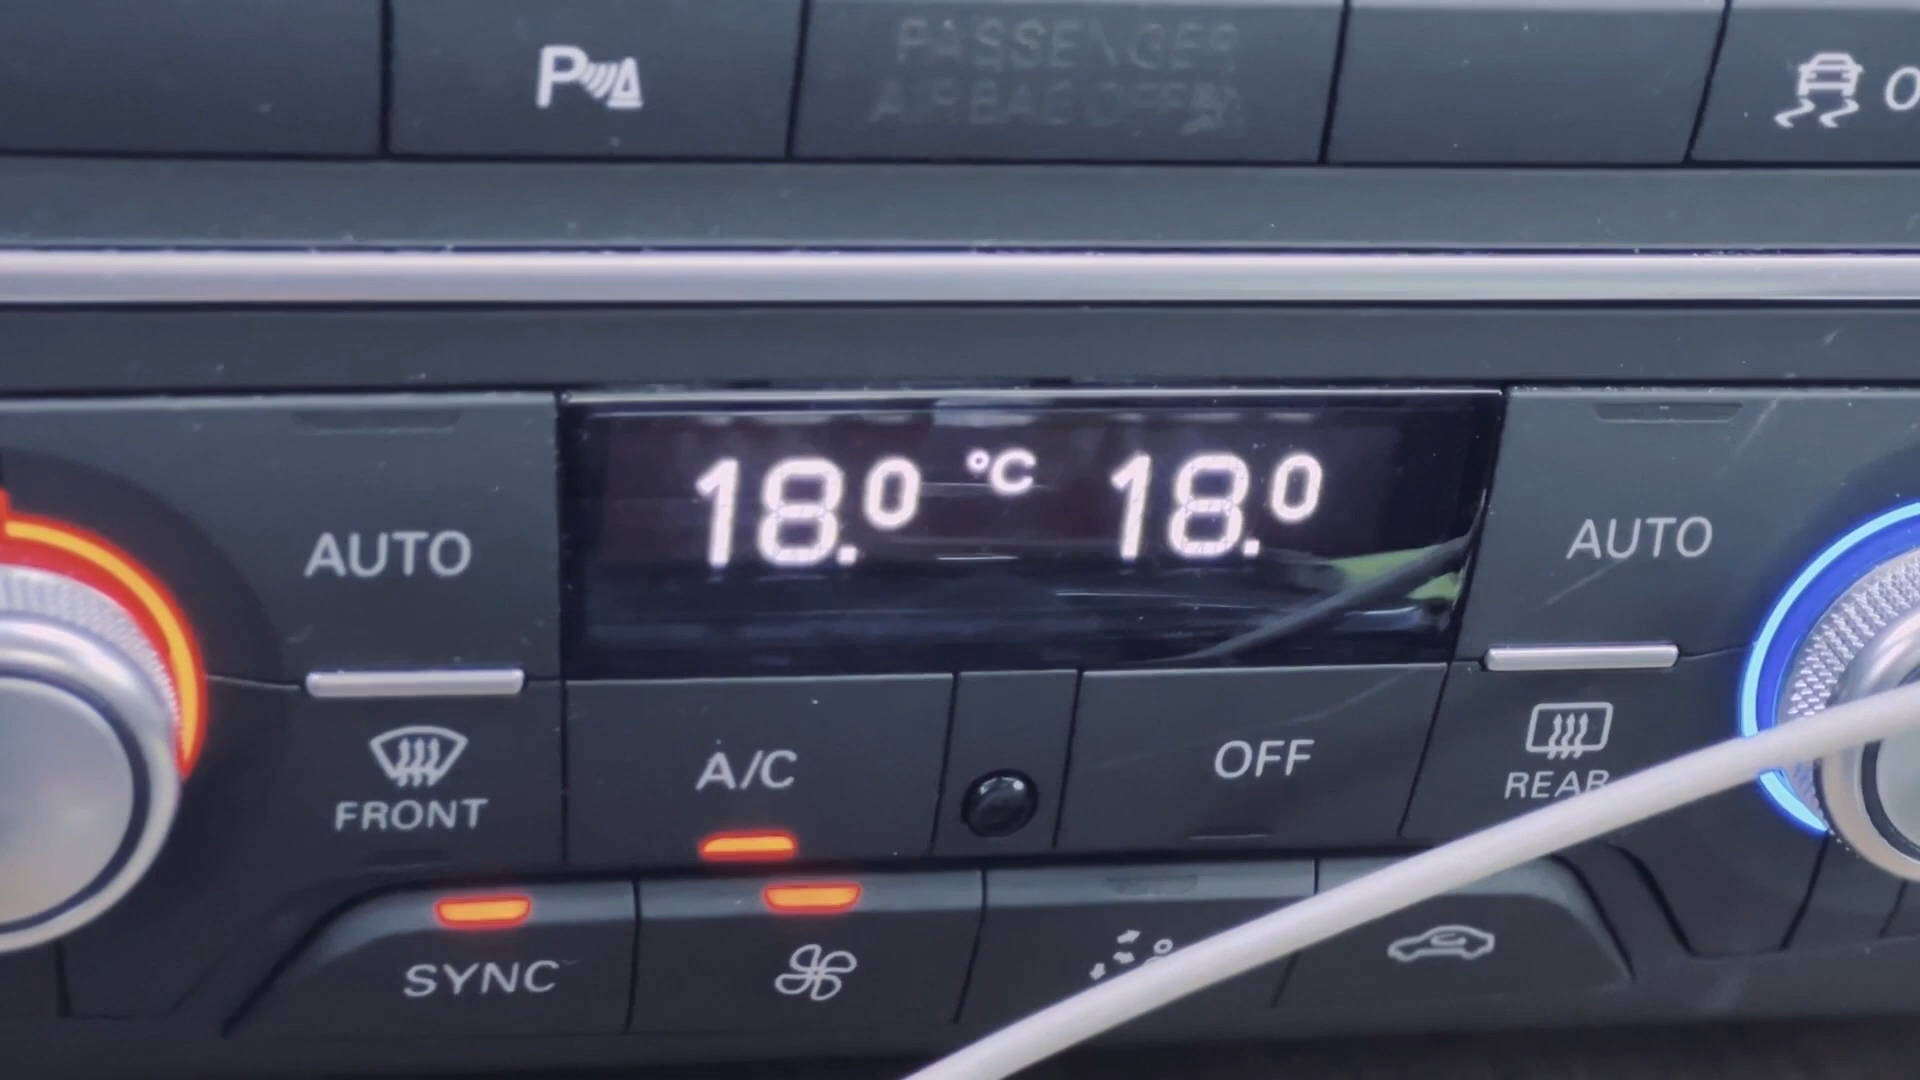 P
PASSENGER
AIRBAG OFF
O
18.0 °C 18.0
AUTO
AUTO
FRONT
A/C
OFF
REAR
SYNC